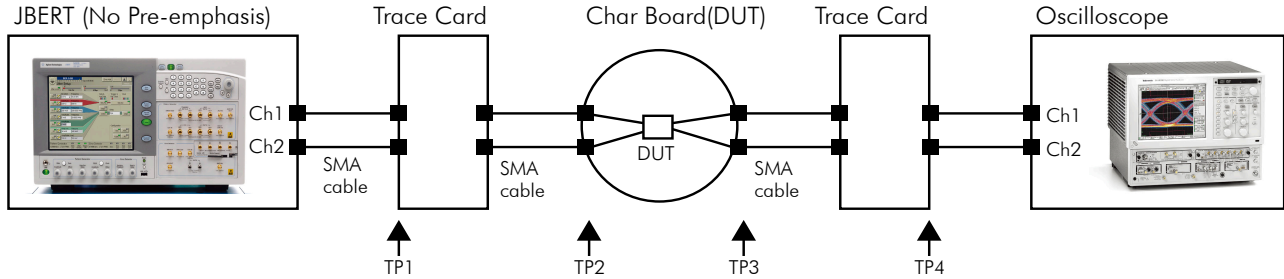 JBERT (No Pre-emphasis)
Trace Card
Char Board(DUT)
Trace Card
Oscilloscope
Ch1
Ch2
SMA
cable
SMA
cable
DUT
SMA
cable
Ch1
Ch2
TP1
TP2
TP3
TP4